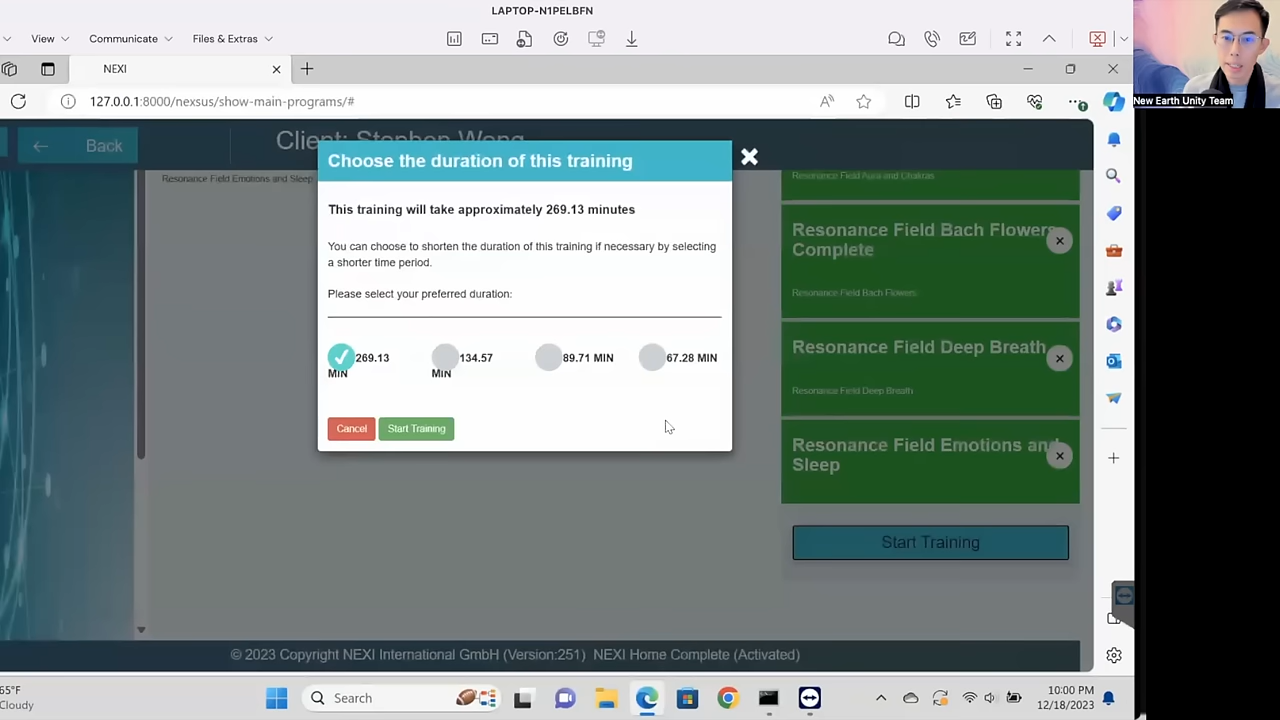 LAPTOP-N1PELBFN
View
Communicate
Files & Extras
NEXI
127.0.0.1:8000/nexsus/show-main-programs/#
New Earth Unity Team
Back
Client: Stephen Wong
Resonance Field Emotions and Sleep
Choose the duration of this training
This training will take approximately 269.13 minutes
You can choose to shorten the duration of this training if necessary by selecting
a shorter time period.
Please select your preferred duration:
269.13
MIN
134.57
MIN
89.71 MIN
67.28 MIN
Cancel
Start Training
Resonance Field Aura and Chakras
Resonance Field Bach Flowers
Complete
Resonance Field Bach Flowers
Resonance Field Deep Breath
Resonance Field Deep Breath
Resonance Field Emotions and
Sleep
Start Training
© 2023 Copyright NEXI International GmbH (Version:251) NEXI Home Complete (Activated)
65°F
Cloudy
Search
10:00 PM
12/18/2023